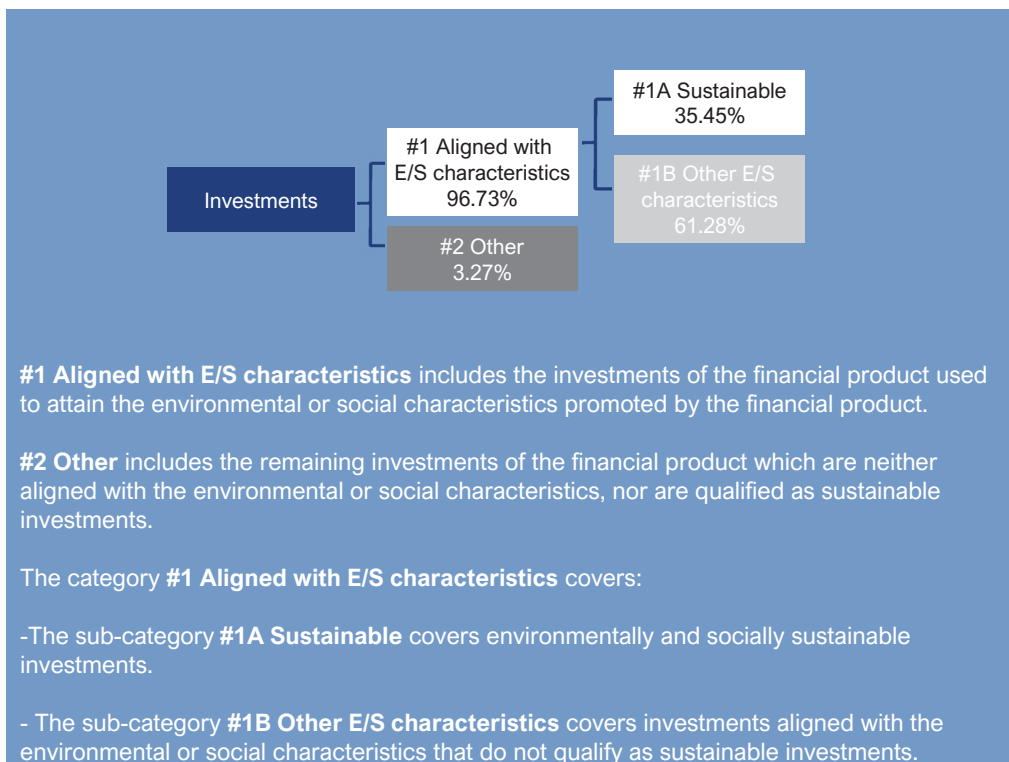 #1A Sustainable
35.45%
#1 Aligned with
E/S characteristics
96.73%
#1B Other E/S
characteristics
61.28%
Investments
#2 Other
3.27%
#1 Aligned with E/S characteristics includes the investments of the financial product used
to attain the environmental or social characteristics promoted by the financial product.
#2 Other includes the remaining investments of the financial product which are neither
aligned with the environmental or social characteristics, nor are qualified as sustainable
investments.
The category #1 Aligned with E/S characteristics covers:
-The sub-category #1A Sustainable covers environmentally and socially sustainable
investments.
- The sub-category #1B Other E/S characteristics covers investments aligned with the
environmental or social characteristics that do not qualify as sustainable investments.